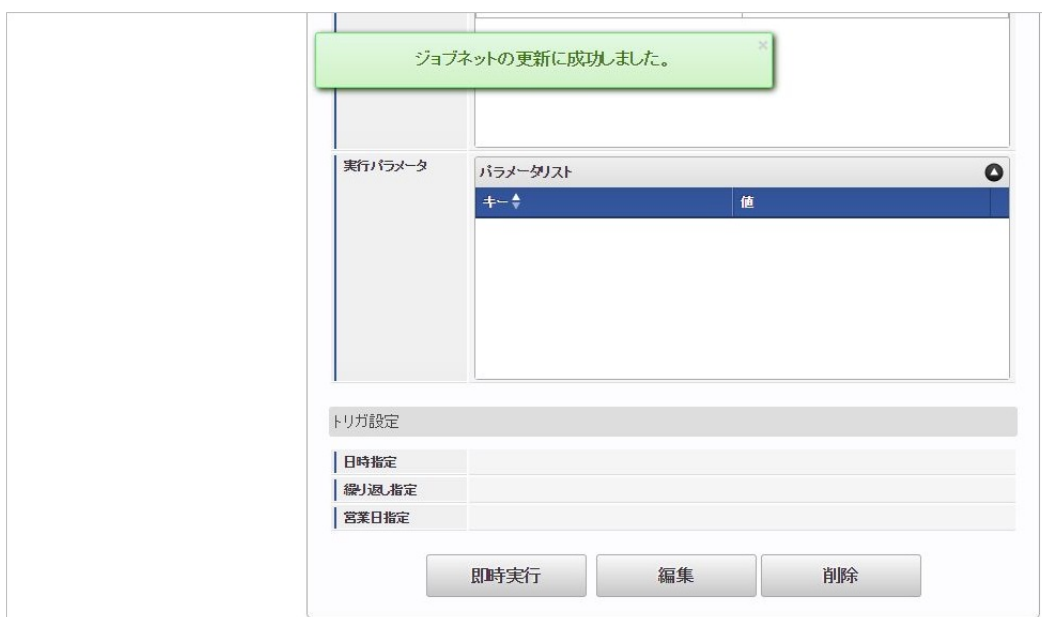 ジョブネットの更新に成功しました。
×
実行パラメータ
パラメータリスト
キー 値
トリガ設定
日時指定
繰り返し指定
営業日指定
即時実行 編集 削除